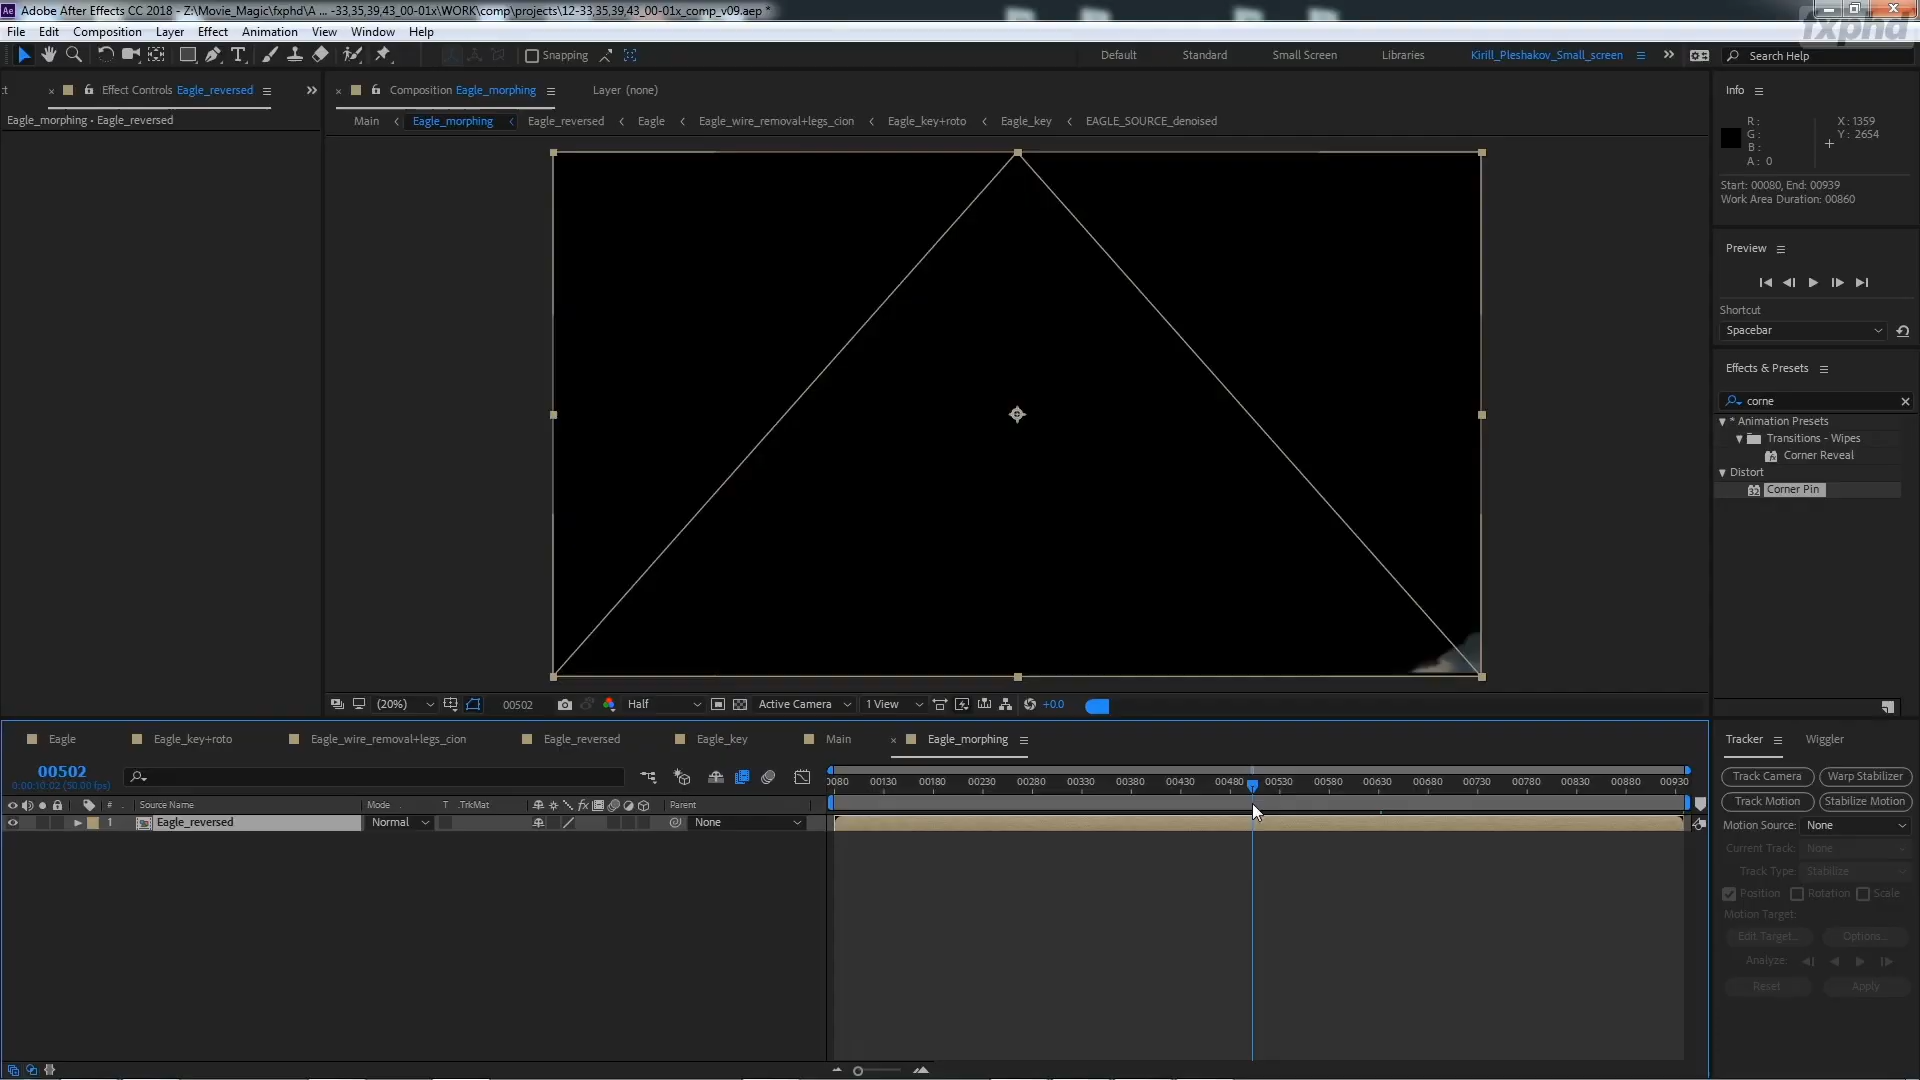 Adobe After Effects CC 2018 - Z:\Movie_Magic\fxphd\A ... -33,35,39,43_00-01x\WORK\comp\projects\12-33,35,39,43_00-01x_comp_v09.aep *
fxphd
File Edit Composition Layer Effect Animation View Window Help
Snapping Default Standard Small Screen Libraries Kirill_Pleshakov_Small_screen Search Help
Effect Controls Eagle_reversed
Composition Eagle_morphing Layer (none)
Info
Eagle_morphing • Eagle_reversed
Main Eagle_morphing Eagle_reversed Eagle Eagle_wire_removal+legs_cion Eagle_key+roto Eagle_key EAGLE_SOURCE_denoised
R: X: 1359
G: Y: 2654
B:
A: 0
Start: 00080, End: 00939
Work Area Duration: 00860
Preview
Shortcut
Spacebar
Effects & Presets
corne
* Animation Presets
Transitions - Wipes
Corner Reveal
Distort
Corner Pin
(20%) 00502 Half Active Camera 1 View +0.0
Eagle Eagle_key+roto Eagle_wire_removal+legs_cion Eagle_reversed Eagle_key Main Eagle_morphing
00502
0:00:10:02 (50.00 fps)
0080 00130 00180 00230 00280 00330 00380 00430 00480 00530 00580 00630 00680 00730 00780 00830 00880 00930
# Source Name Mode T .TrkMat fx Parent
1 Eagle_reversed Normal None
Tracker Wiggler
Track Camera Warp Stabilizer
Track Motion Stabilize Motion
Motion Source: None
Current Track: None
Track Type: Stabilize
Position Rotation Scale
Motion Target:
Edit Target... Options...
Analyze:
Reset Apply